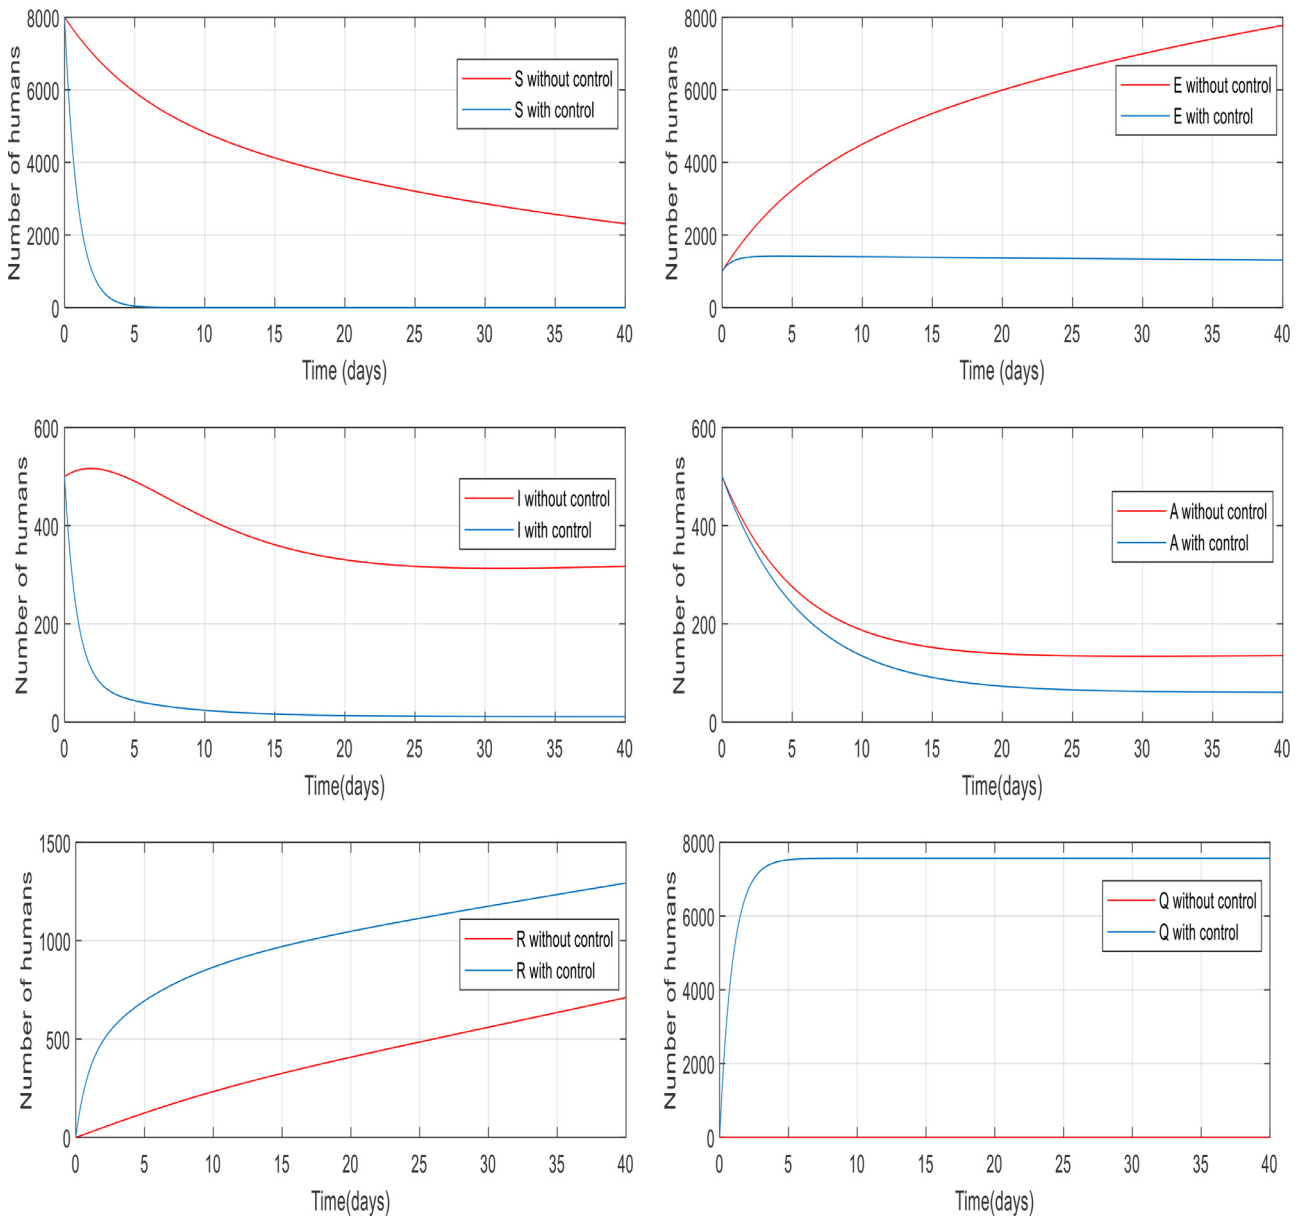 8000
6000
4000
2000
0
Number of humans
S without control
S with control
0 5 10 15 20 25 30 35 40
Time (days)
8000
6000
4000
2000
0
Number of humans
E without control
E with control
0 5 10 15 20 25 30 35 40
Time (days)
600
400
200
0
Number of humans
I without control
I with control
0 5 10 15 20 25 30 35 40
Time(days)
600
400
200
0
Number of humans
A without control
A with control
0 5 10 15 20 25 30 35 40
Time(days)
1500
1000
500
0
Number of humans
R without control
R with control
0 5 10 15 20 25 30 35 40
Time(days)
8000
6000
4000
2000
0
Number of humans
Q without control
Q with control
0 5 10 15 20 25 30 35 40
Time(days)